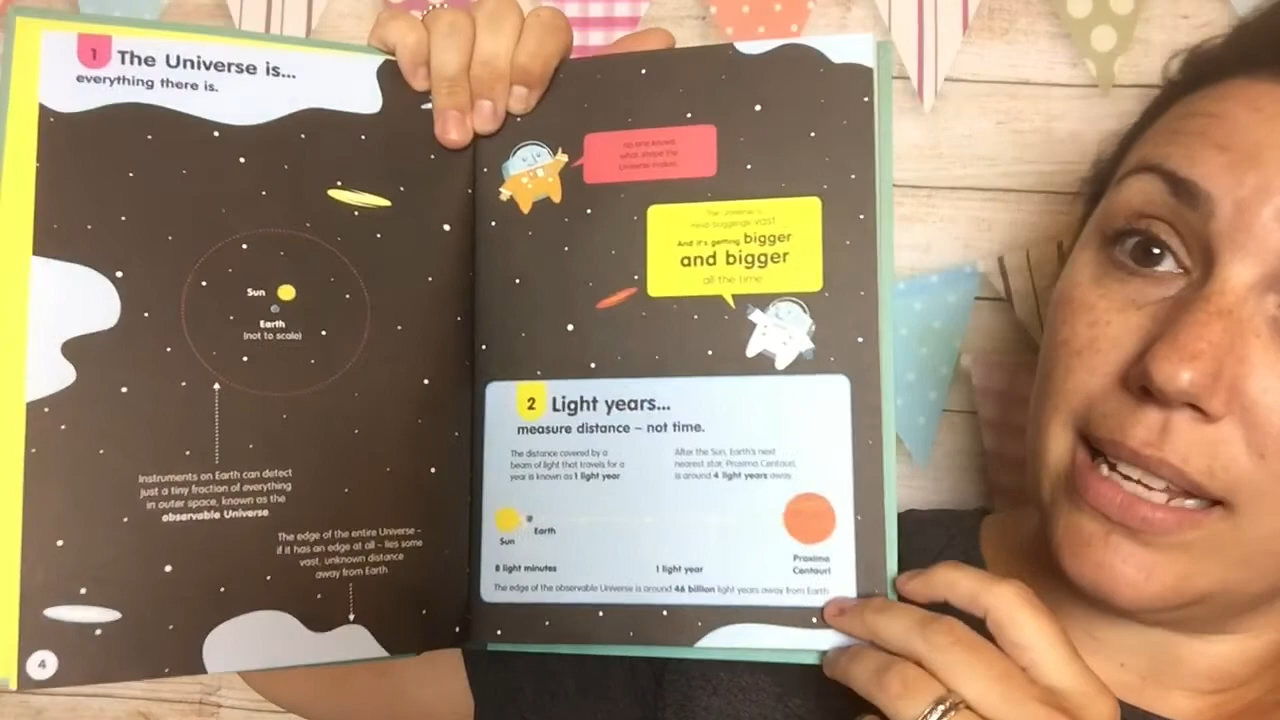 1
The Universe is...
everything there is.
Sun
Earth
(not to scale)
Instruments on Earth can detect
just a tiny fraction of everything
in outer space, known as the
observable Universe.
The edge of the entire Universe –
if it has an edge at all – lies some
vast, unknown distance
away from Earth.
4
No one knows
what shape the
Universe makes.
The Universe is
mind-bogglingly vast.
And it's getting bigger
and bigger
all the time.
2
Light years...
measure distance – not time.
The distance covered by a
beam of light that travels for a
year is known as 1 light year.
After the Sun, Earth's next
nearest star, Proxima Centauri,
is around 4 light years away.
Sun
Earth
Proxima
Centauri
8 light minutes
1 light year
The edge of the observable Universe is around 46 billion light years away from Earth.